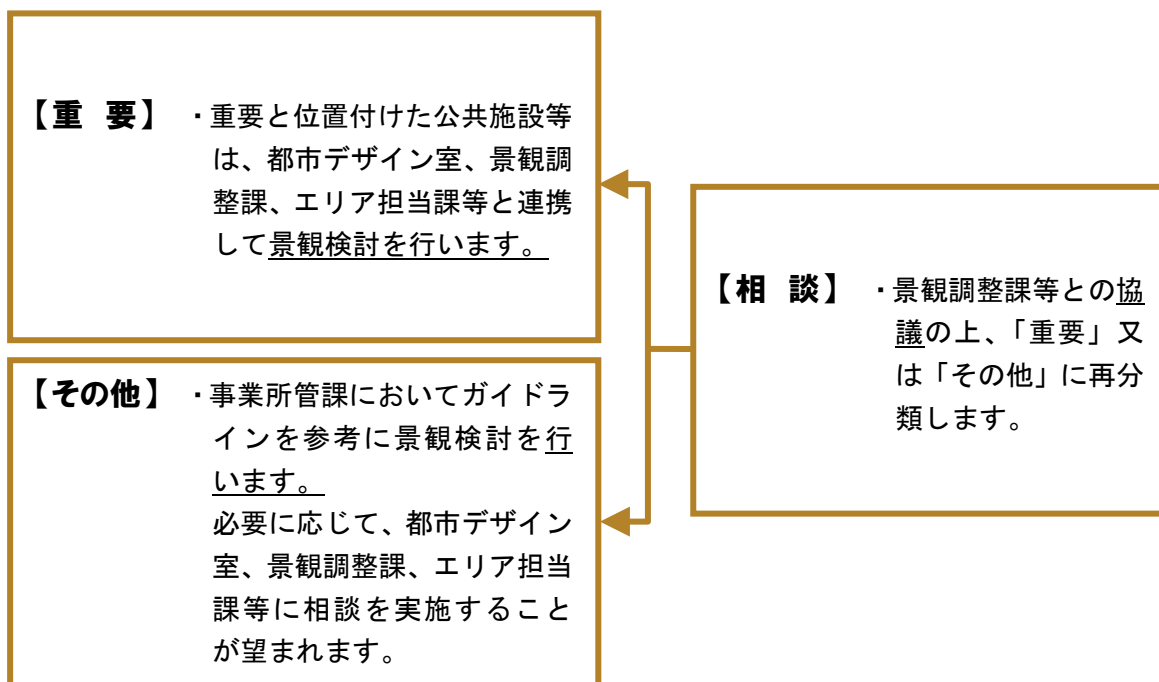 【重 要】 ・重要と位置付けた公共施設等
は、都市デザイン室、景観調
整課、エリア担当課等と連携
して景観検討を行います。
【その他】 ・事業所管課においてガイドラ
インを参考に景観検討を行
います。
必要に応じて、都市デザイン
室、景観調整課、エリア担当
課等に相談を実施すること
が望まれます。
【相 談】 ・景観調整課等との協
議の上、「重要」又
は「その他」に再分
類します。